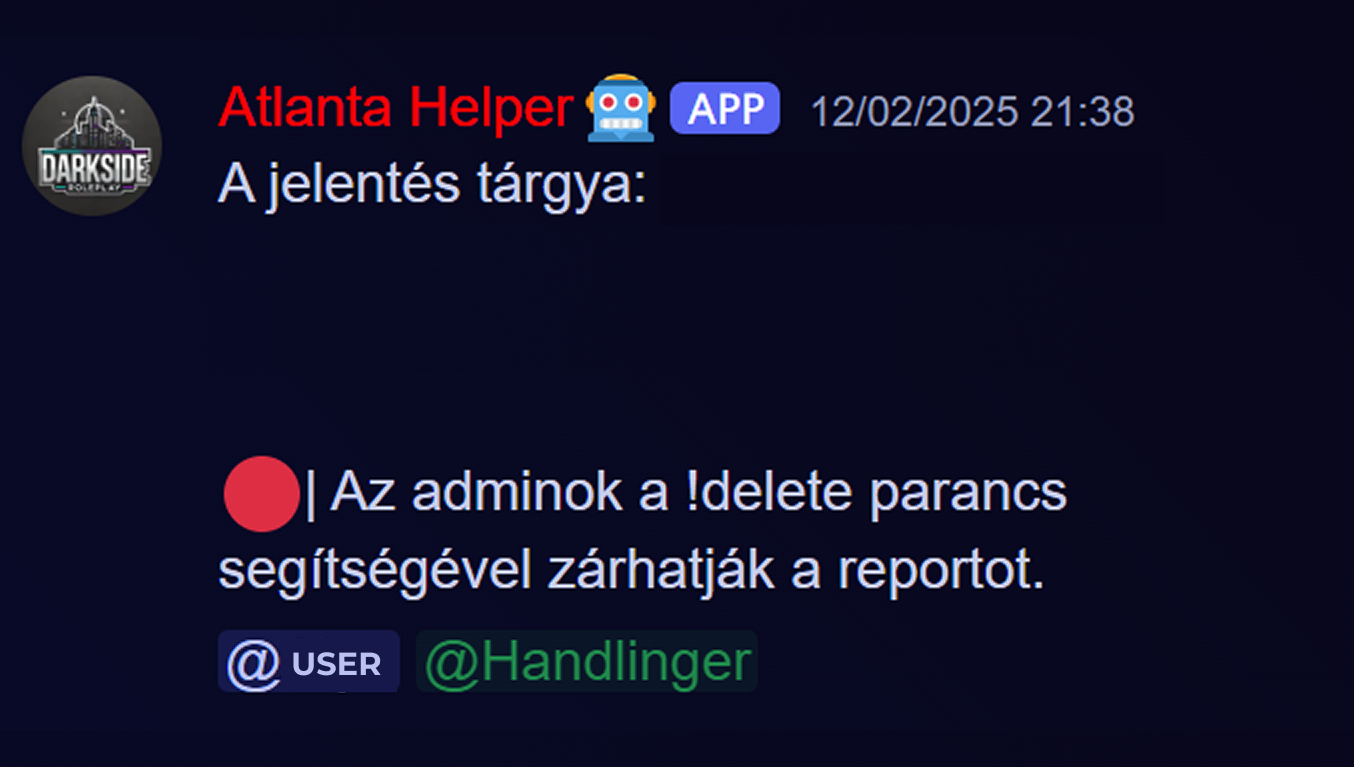 DARKSIDE
ROLEPLAY
Atlanta Helper 🤖 APP 12/02/2025 21:38
A jelentés tárgya:
🔴| Az adminok a !delete parancs
segítségével zárhatják a reportot.
@ USER @Handlinger